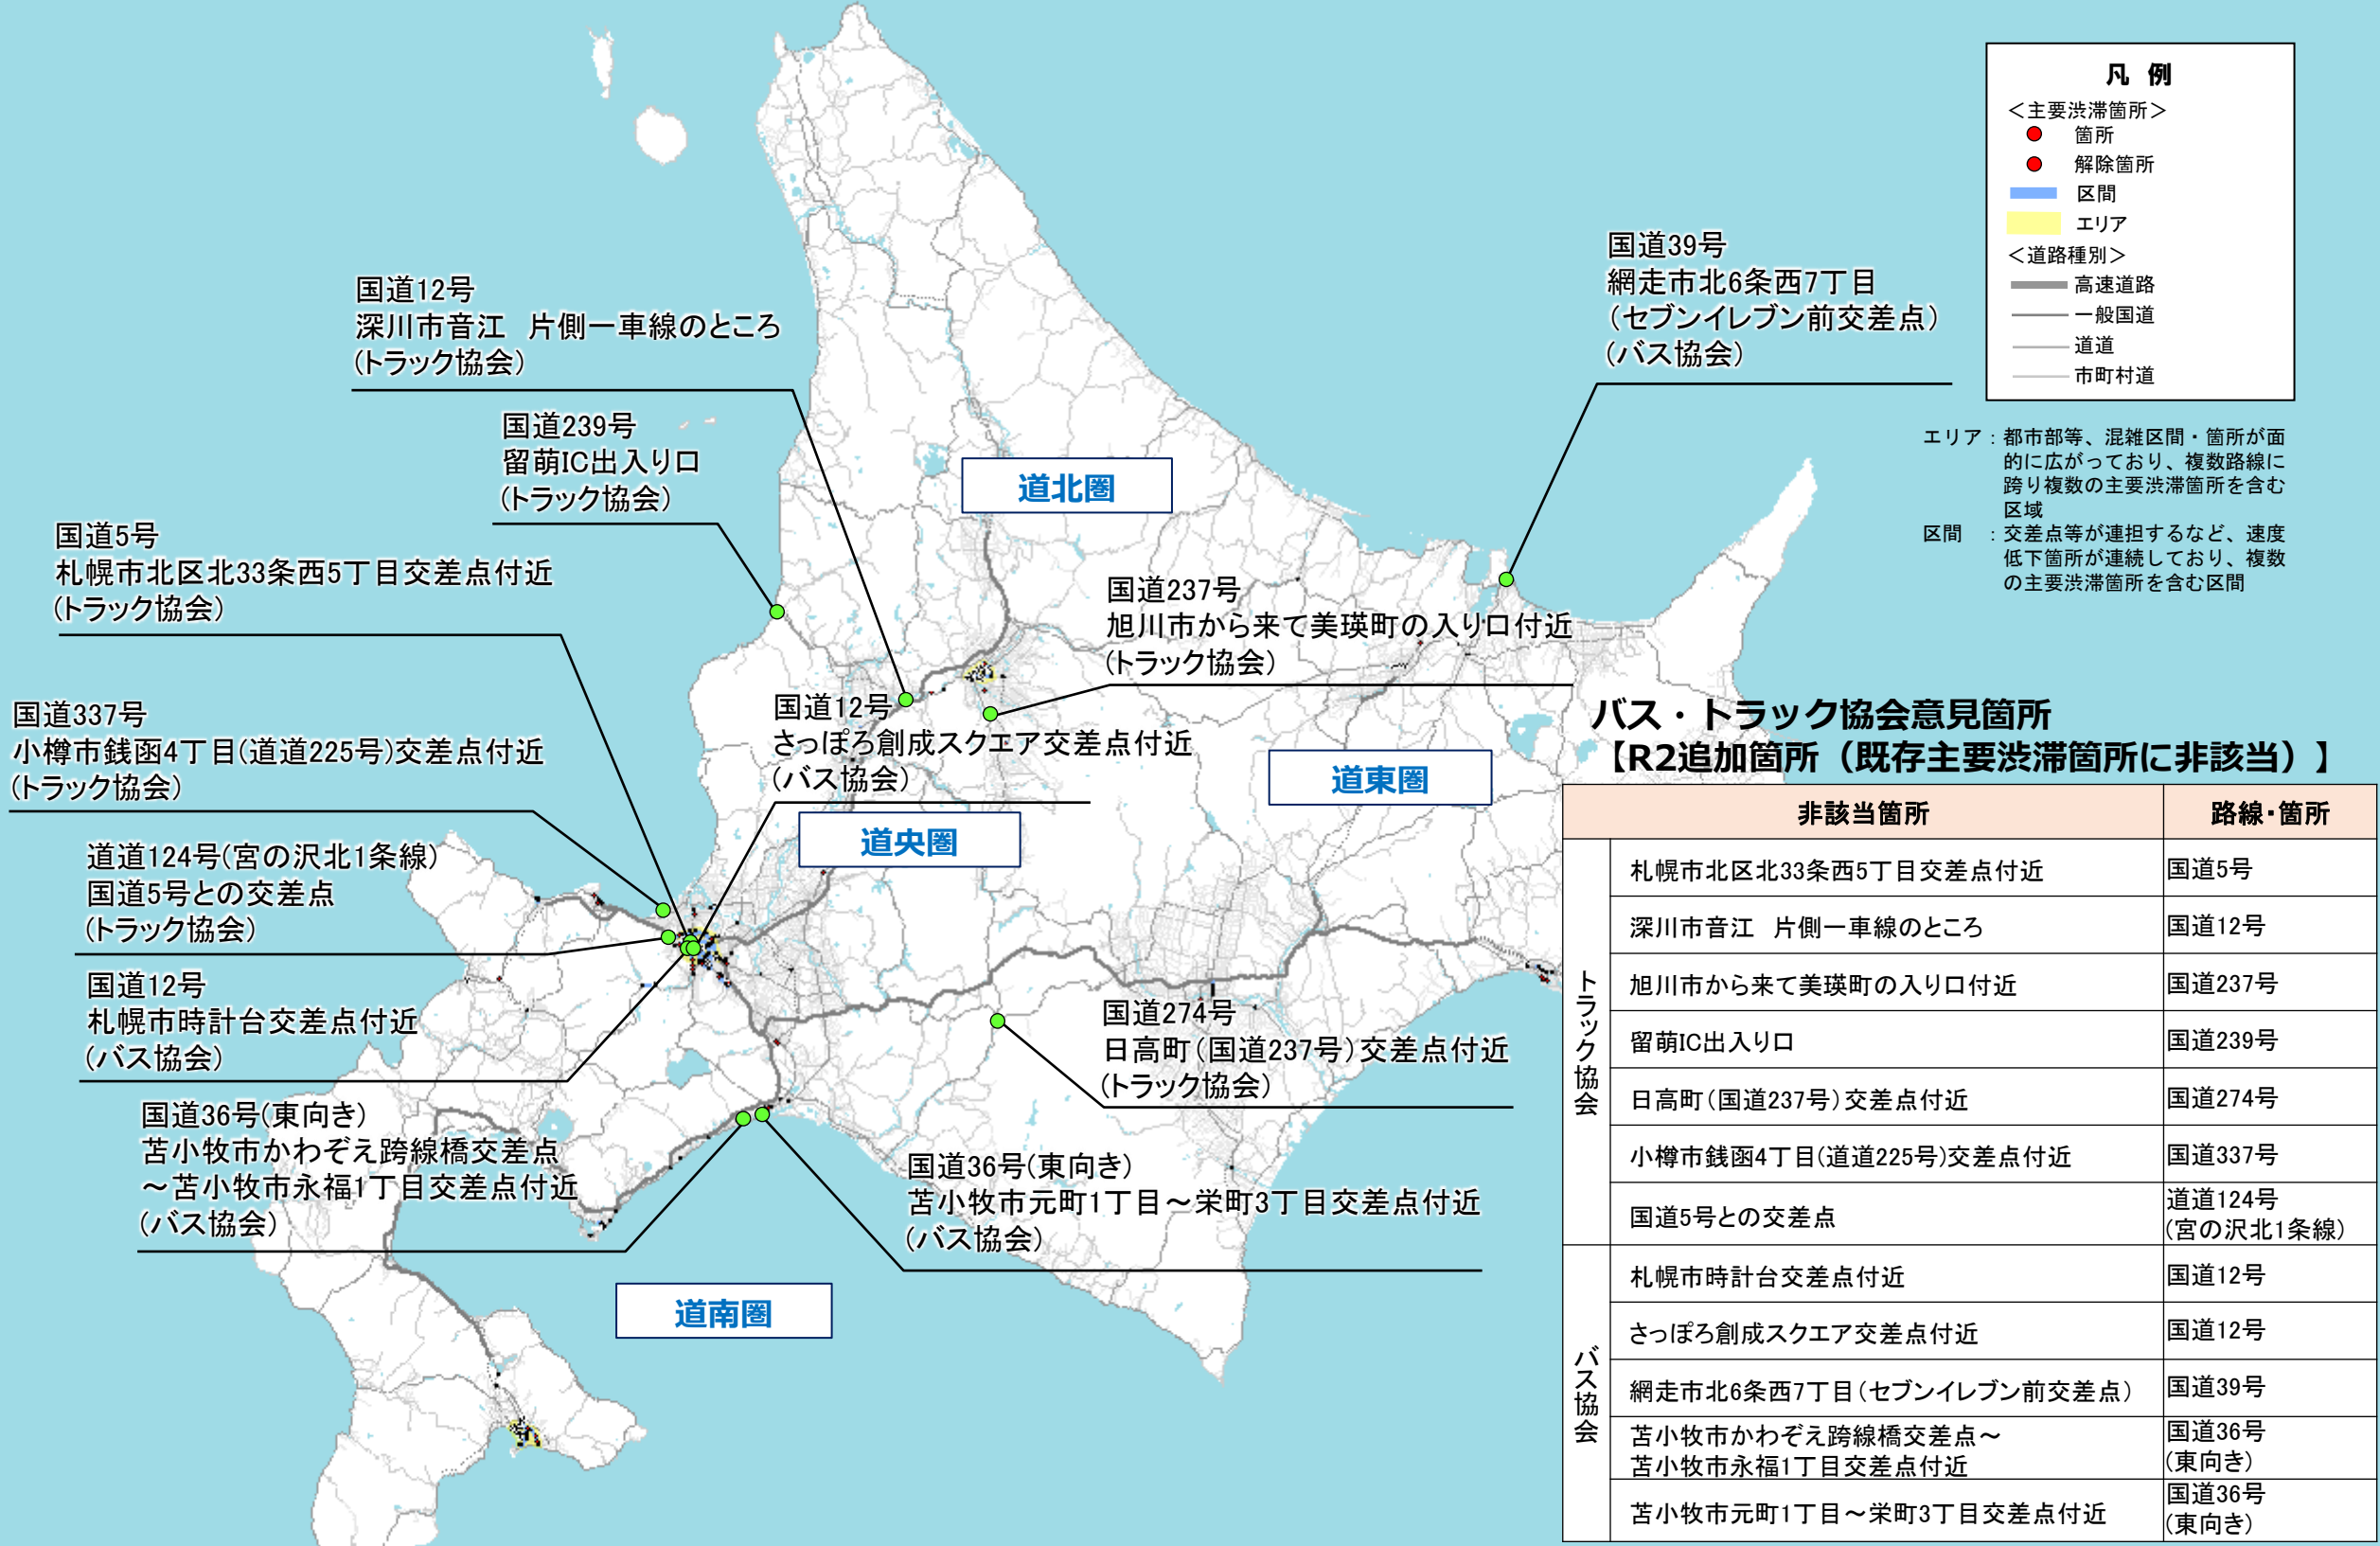 凡 例
＜主要渋滞箇所＞
箇所
解除箇所
区間
エリア
＜道路種別＞
高速道路
一般国道
道道
市町村道
エリア：都市部等、混雑区間・箇所が面
的に広がっており、複数路線に
跨り複数の主要渋滞箇所を含む
区域
区間　：交差点等が連担するなど、速度
低下箇所が連続しており、複数
の主要渋滞箇所を含む区間
国道39号
網走市北6条西7丁目
（セブンイレブン前交差点）
（バス協会）
国道12号
深川市音江　片側一車線のところ
(トラック協会)
国道239号
留萌IC出入り口
(トラック協会)
道北圏
国道5号
札幌市北区北33条西5丁目交差点付近
(トラック協会)
国道237号
旭川市から来て美瑛町の入り口付近
(トラック協会)
国道337号
小樽市銭函4丁目(道道225号)交差点付近
(トラック協会)
国道12号
さっぽろ創成スクエア交差点付近
（バス協会）
道東圏
道央圏
道道124号(宮の沢北1条線)
国道5号との交差点
(トラック協会)
国道12号
札幌市時計台交差点付近
(バス協会)
国道274号
日高町（国道237号）交差点付近
(トラック協会)
国道36号(東向き)
苫小牧市かわぞえ跨線橋交差点
～苫小牧市永福1丁目交差点付近
(バス協会)
国道36号(東向き)
苫小牧市元町1丁目～栄町3丁目交差点付近
(バス協会)
道南圏
バス・トラック協会意見箇所
【R2追加箇所（既存主要渋滞箇所に非該当）】
非該当箇所　路線・箇所
トラック協会
札幌市北区北33条西5丁目交差点付近　国道5号
深川市音江　片側一車線のところ　国道12号
旭川市から来て美瑛町の入り口付近　国道237号
留萌IC出入り口　国道239号
日高町（国道237号）交差点付近　国道274号
小樽市銭函4丁目(道道225号)交差点付近　国道337号
国道5号との交差点　道道124号
(宮の沢北1条線)
バス協会
札幌市時計台交差点付近　国道12号
さっぽろ創成スクエア交差点付近　国道12号
網走市北6条西7丁目（セブンイレブン前交差点）　国道39号
苫小牧市かわぞえ跨線橋交差点～　国道36号
苫小牧市永福1丁目交差点付近　(東向き)
苫小牧市元町1丁目～栄町3丁目交差点付近　国道36号
(東向き)